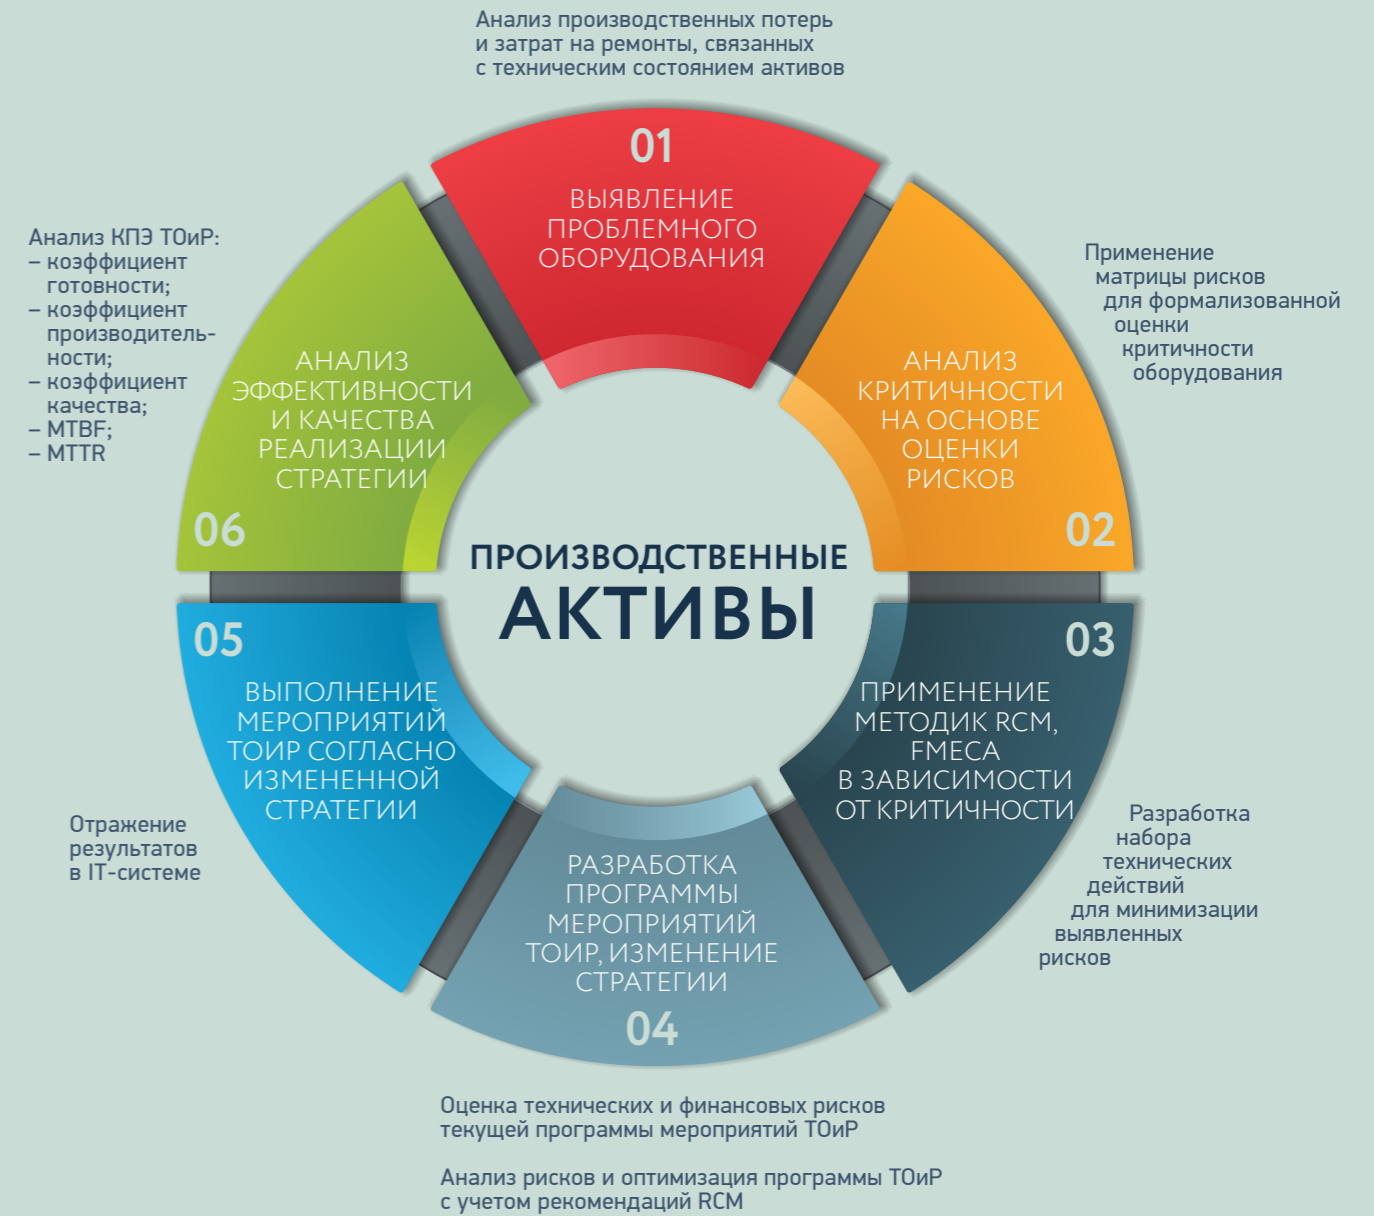 Анализ производственных потерь
и затрат на ремонты, связанных
с техническим состоянием активов
01
ВЫЯВЛЕНИЕ
ПРОБЛЕМНОГО
ОБОРУДОВАНИЯ
Применение
матрицы рисков
для формализованной
оценки
критичности
оборудования
АНАЛИЗ
КРИТИЧНОСТИ
НА ОСНОВЕ
ОЦЕНКИ
РИСКОВ
02
ПРОИЗВОДСТВЕННЫЕ
АКТИВЫ
03
ПРИМЕНЕНИЕ
МЕТОДИК RCM,
FMECA
В ЗАВИСИМОСТИ
ОТ КРИТИЧНОСТИ
Разработка
набора
технических
действий
для минимизации
выявленных
рисков
РАЗРАБОТКА
ПРОГРАММЫ
МЕРОПРИЯТИЙ
ТОИР, ИЗМЕНЕНИЕ
СТРАТЕГИИ
04
Оценка технических и финансовых рисков
текущей программы мероприятий ТОиР
Анализ рисков и оптимизация программы ТОиР
с учетом рекомендаций RCM
05
ВЫПОЛНЕНИЕ
МЕРОПРИЯТИЙ
ТОИР СОГЛАСНО
ИЗМЕНЕННОЙ
СТРАТЕГИИ
Отражение
результатов
в IT-системе
Анализ КПЭ ТОиР:
– коэффициент
готовности;
– коэффициент
производитель-
ности;
– коэффициент
качества;
– MTBF;
– MTTR
АНАЛИЗ
ЭФФЕКТИВНОСТИ
И КАЧЕСТВА
РЕАЛИЗАЦИИ
СТРАТЕГИИ
06